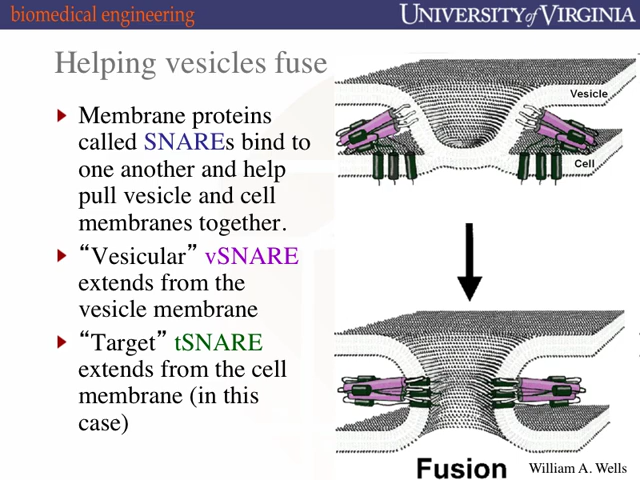 biomedical engineering
UNIVERSITY of VIRGINIA
Helping vesicles fuse
Membrane proteins
called SNAREs bind to
one another and help
pull vesicle and cell
membranes together.
“Vesicular” vSNARE
extends from the
vesicle membrane
“Target” tSNARE
extends from the cell
membrane (in this
case)
Vesicle
Cell
Fusion
William A. Wells